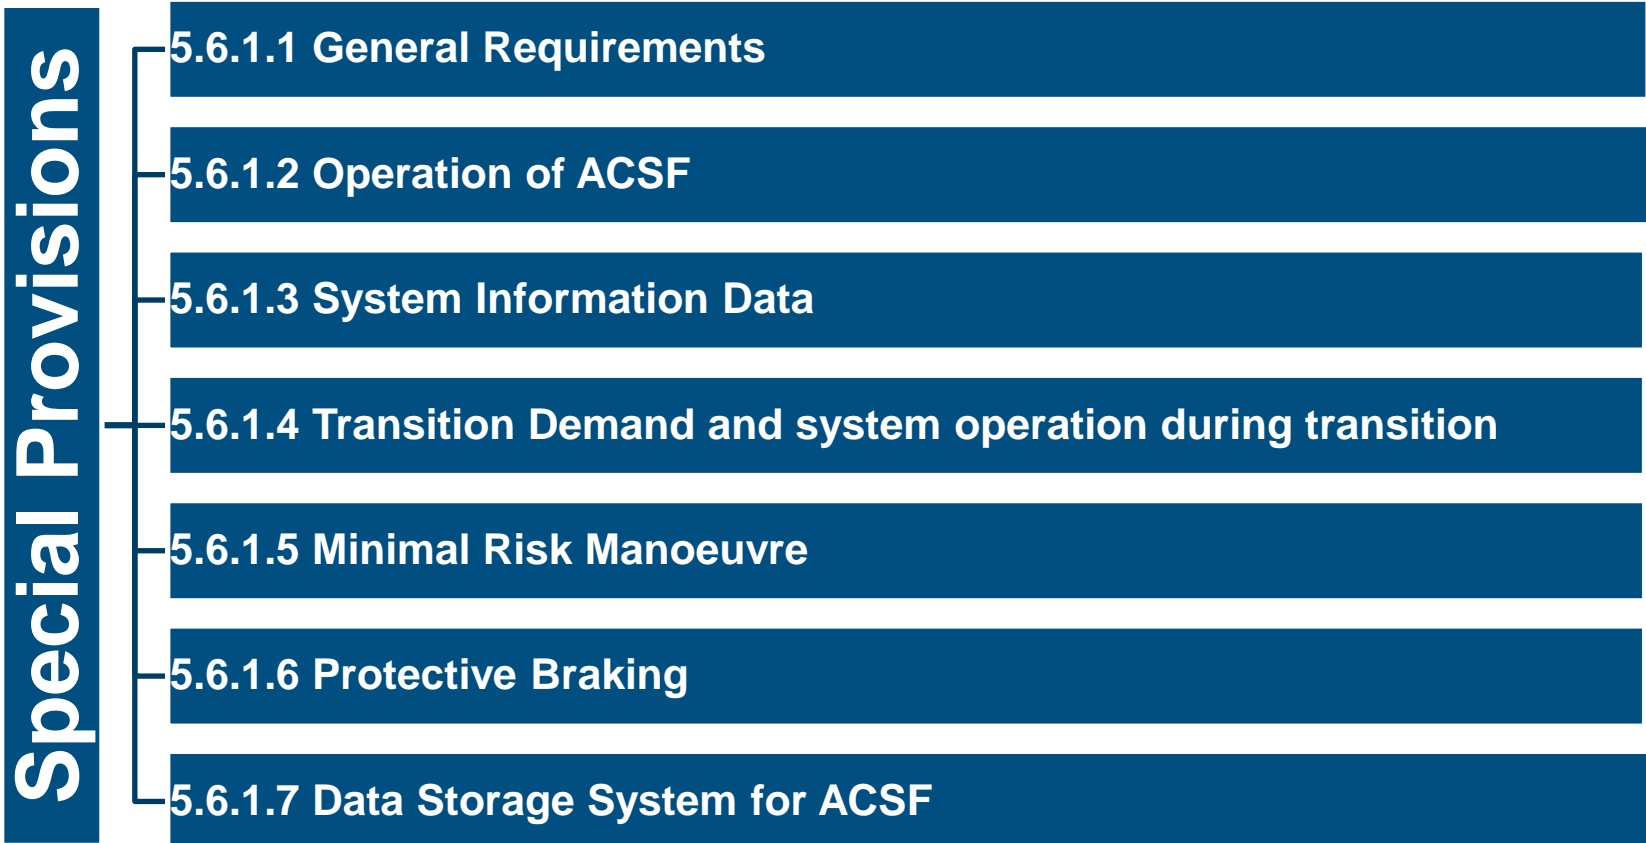 Special Provisions
5.6.1.1 General Requirements
5.6.1.2 Operation of ACSF
5.6.1.3 System Information Data
5.6.1.4 Transition Demand and system operation during transition
5.6.1.5 Minimal Risk Manoeuvre
5.6.1.6 Protective Braking
5.6.1.7 Data Storage System for ACSF